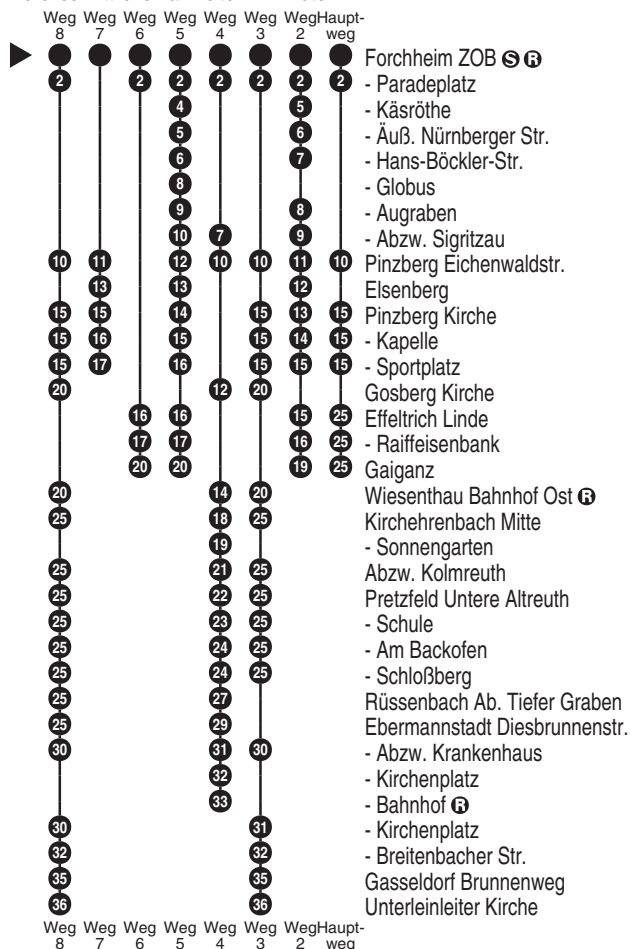 Weg Weg Weg Weg Weg Weg Weg Haupt-
8 7 6 5 4 3 2 weg
Forchheim ZOB S R
2 2 2 2 2 2 2 - Paradeplatz
4 5 - Käsröthe
5 6 - Äuß. Nürnberger Str.
6 7 - Hans-Böckler-Str.
8 - Globus
9 8 - Augraben
10 7 9 - Abzw. Sigritzau
10 11 12 10 10 11 10 Pinzberg Eichenwaldstr.
13 13 12 Elsenberg
15 15 14 15 13 15 Pinzberg Kirche
15 16 15 15 14 15 - Kapelle
15 17 16 15 15 15 - Sportplatz
20 12 20 Gosberg Kirche
16 16 15 25 Effeltrich Linde
17 17 16 25 - Raiffeisenbank
20 20 19 25 Gaiganz
20 14 20 Wiesenthau Bahnhof Ost R
25 18 25 Kirchehrenbach Mitte
19 - Sonnengarten
25 21 25 Abzw. Kolmreuth
25 22 25 Pretzfeld Untere Altreuth
25 23 25 - Schule
25 24 25 - Am Backofen
25 24 25 - Schloßberg
25 27 Rüssenbach Ab. Tiefer Graben
25 29 Ebermannstadt Diesbrunnenstr.
30 31 30 - Abzw. Krankenhaus
32 - Kirchenplatz
33 - Bahnhof R
30 31 - Kirchenplatz
32 32 - Breitenbacher Str.
35 35 Gasseldorf Brunnenweg
36 36 Unterleinleiter Kirche
Weg Weg Weg Weg Weg Weg Weg Haupt-
8 7 6 5 4 3 2 weg